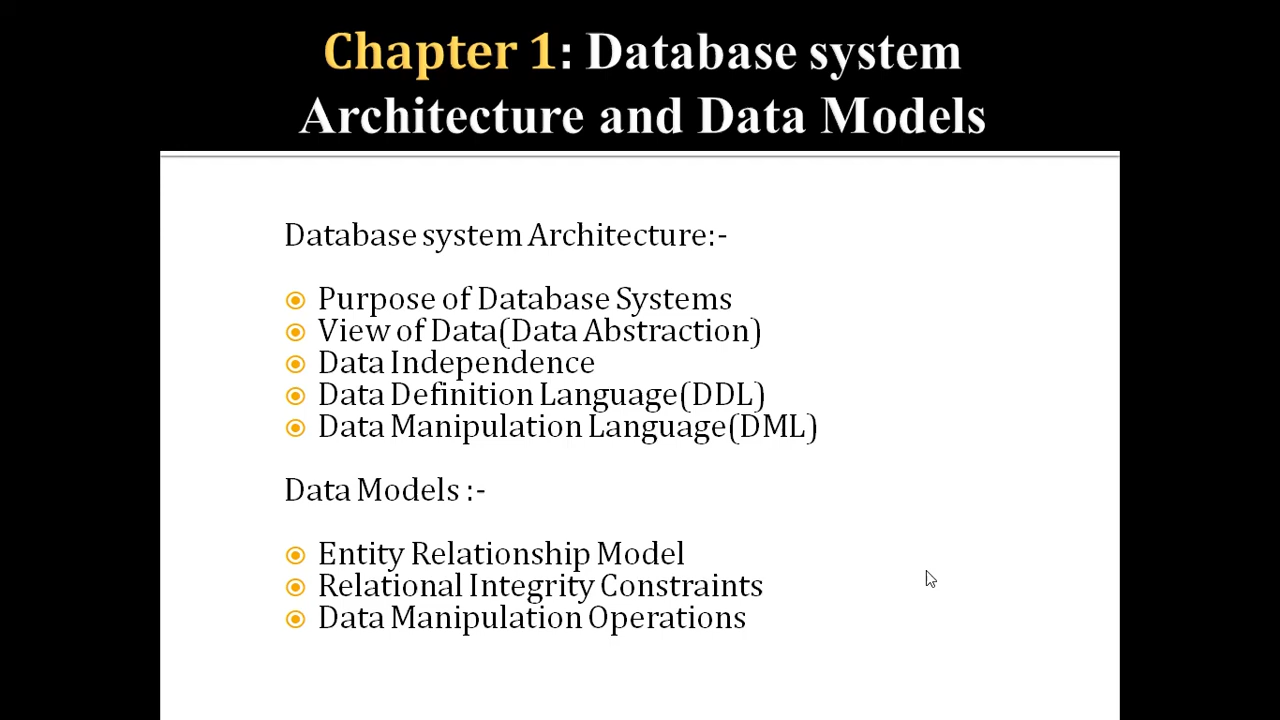 Chapter 1: Database system
Architecture and Data Models
Database system Architecture:-
Purpose of Database Systems
View of Data(Data Abstraction)
Data Independence
Data Definition Language(DDL)
Data Manipulation Language(DML)
Data Models :-
Entity Relationship Model
Relational Integrity Constraints
Data Manipulation Operations